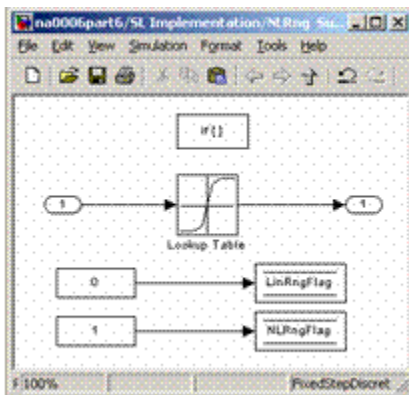 na0006part6/SL Implementation/NLRng_Su...
File Edit View Simulation Format Tools Help
if { }
1
1
Lookup Table
0
LinRngFlag
1
NLRngFlag
100%
FixedStepDiscret